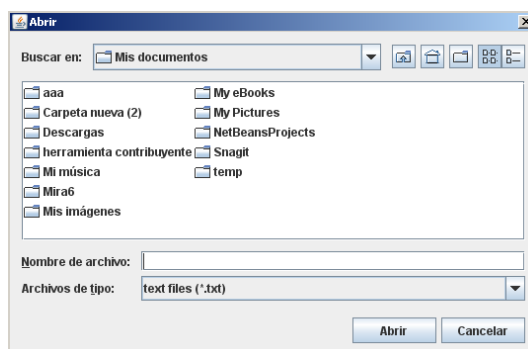 Abrir
Buscar en: Mis documentos
aaa
Carpeta nueva (2)
Descargas
herramienta contribuyente
Mi música
Mira6
Mis imágenes
My eBooks
My Pictures
NetBeansProjects
Snagit
temp
Nombre de archivo:
Archivos de tipo: text files (*.txt)
Abrir Cancelar